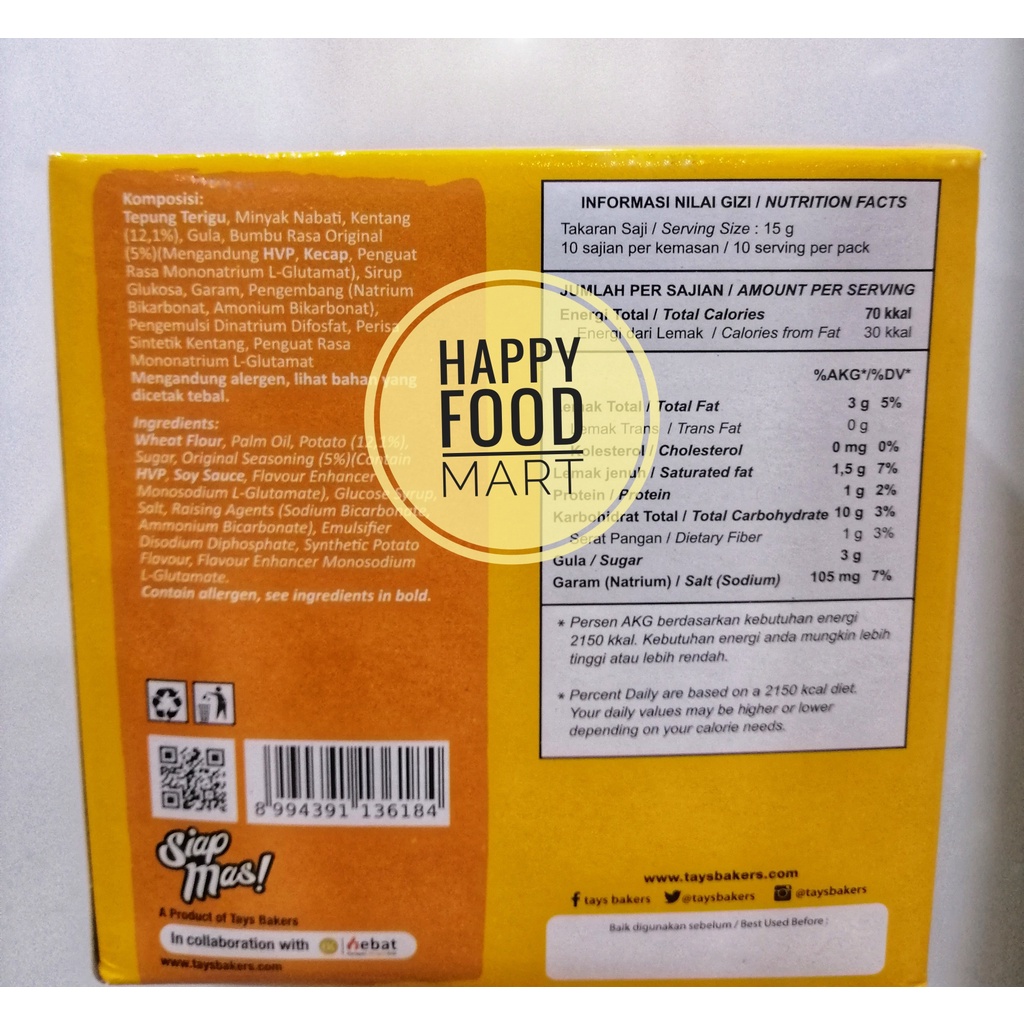 Komposisi:
Tepung Terigu, Minyak Nabati, Kentang
(12,1%), Gula, Bumbu Rasa Original
(5%)(Mengandung HVP, Kecap, Penguat
Rasa Mononatrium L-Glutamat), Sirup
Glukosa, Garam, Pengembang (Natrium
Bikarbonat, Amonium Bikarbonat),
Pengemulsi Dinatrium Difosfat, Perisa
Sintetik Kentang, Penguat Rasa
Mononatrium L-Glutamat
Mengandung alergen, lihat bahan yang
dicetak tebal.
Ingredients:
Wheat Flour, Palm Oil, Potato (12,1%),
Sugar, Original Seasoning (5%)(Contain
HVP, Soy Sauce, Flavour Enhancer
Monosodium L-Glutamate), Glucose Syrup,
Salt, Raising Agents (Sodium Bicarbonate,
Ammonium Bicarbonate), Emulsifier
Disodium Diphosphate, Synthetic Potato
Flavour, Flavour Enhancer Monosodium
L-Glutamate.
Contain allergen, see ingredients in bold.
8 994391 136184
Siap
Mas!
A Product of Tays Bakers
In collaboration with hebat
www.taysbakers.com
HAPPY
FOOD
MART
INFORMASI NILAI GIZI / NUTRITION FACTS
Takaran Saji / Serving Size : 15 g
10 sajian per kemasan / 10 serving per pack
JUMLAH PER SAJIAN / AMOUNT PER SERVING
Energi Total / Total Calories 70 kkal
Energi dari Lemak / Calories from Fat 30 kkal
%AKG*/%DV*
Lemak Total / Total Fat 3 g 5%
Lemak Trans / Trans Fat 0 g
Kolesterol / Cholesterol 0 mg 0%
Lemak jenuh / Saturated fat 1,5 g 7%
Protein / Protein 1 g 2%
Karbohidrat Total / Total Carbohydrate 10 g 3%
Serat Pangan / Dietary Fiber 1 g 3%
Gula / Sugar 3 g
Garam (Natrium) / Salt (Sodium) 105 mg 7%
* Persen AKG berdasarkan kebutuhan energi
2150 kkal. Kebutuhan energi anda mungkin lebih
tinggi atau lebih rendah.
* Percent Daily are based on a 2150 kcal diet.
Your daily values may be higher or lower
depending on your calorie needs.
www.taysbakers.com
tays bakers @taysbakers @taysbakers
Baik digunakan sebelum / Best Used Before :